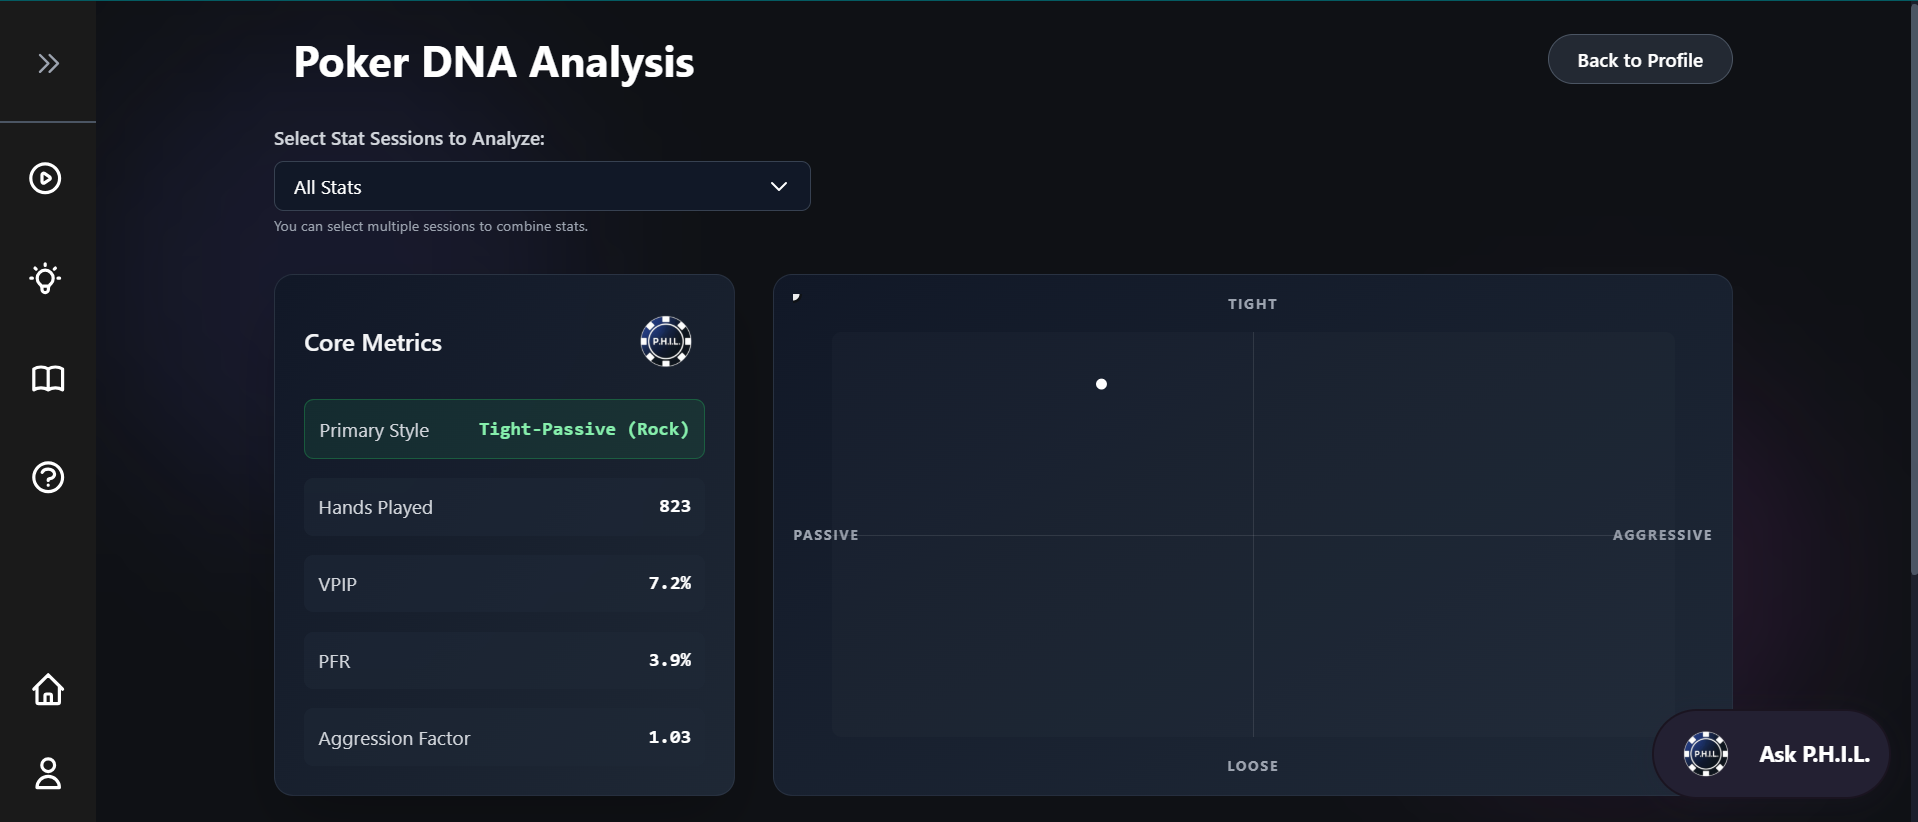 Poker DNA Analysis
Back to Profile
Select Stat Sessions to Analyze:
All Stats
You can select multiple sessions to combine stats.
Core Metrics
P.H.I.L.
Primary Style Tight-Passive (Rock)
Hands Played 823
VPIP 7.2%
PFR 3.9%
Aggression Factor 1.03
TIGHT
PASSIVE
AGGRESSIVE
LOOSE
P.H.I.L.
Ask P.H.I.L.